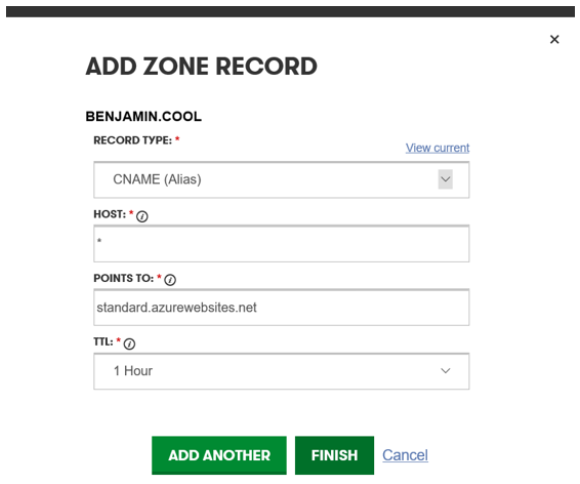 ×
ADD ZONE RECORD
BENJAMIN.COOL
RECORD TYPE: *
View current
CNAME (Alias)
HOST: * i
*
POINTS TO: * i
standard.azurewebsites.net
TTL: * i
1 Hour
ADD ANOTHER FINISH Cancel